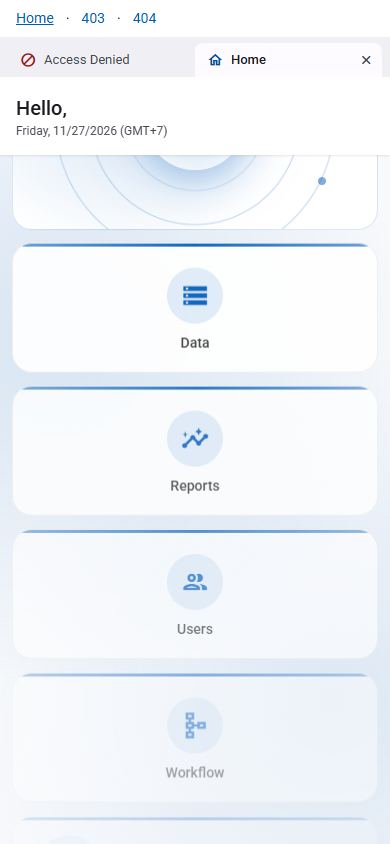 Home · 403 · 404
Access Denied
Home
Hello,
Friday, 11/27/2026 (GMT+7)
Data
Reports
Users
Workflow